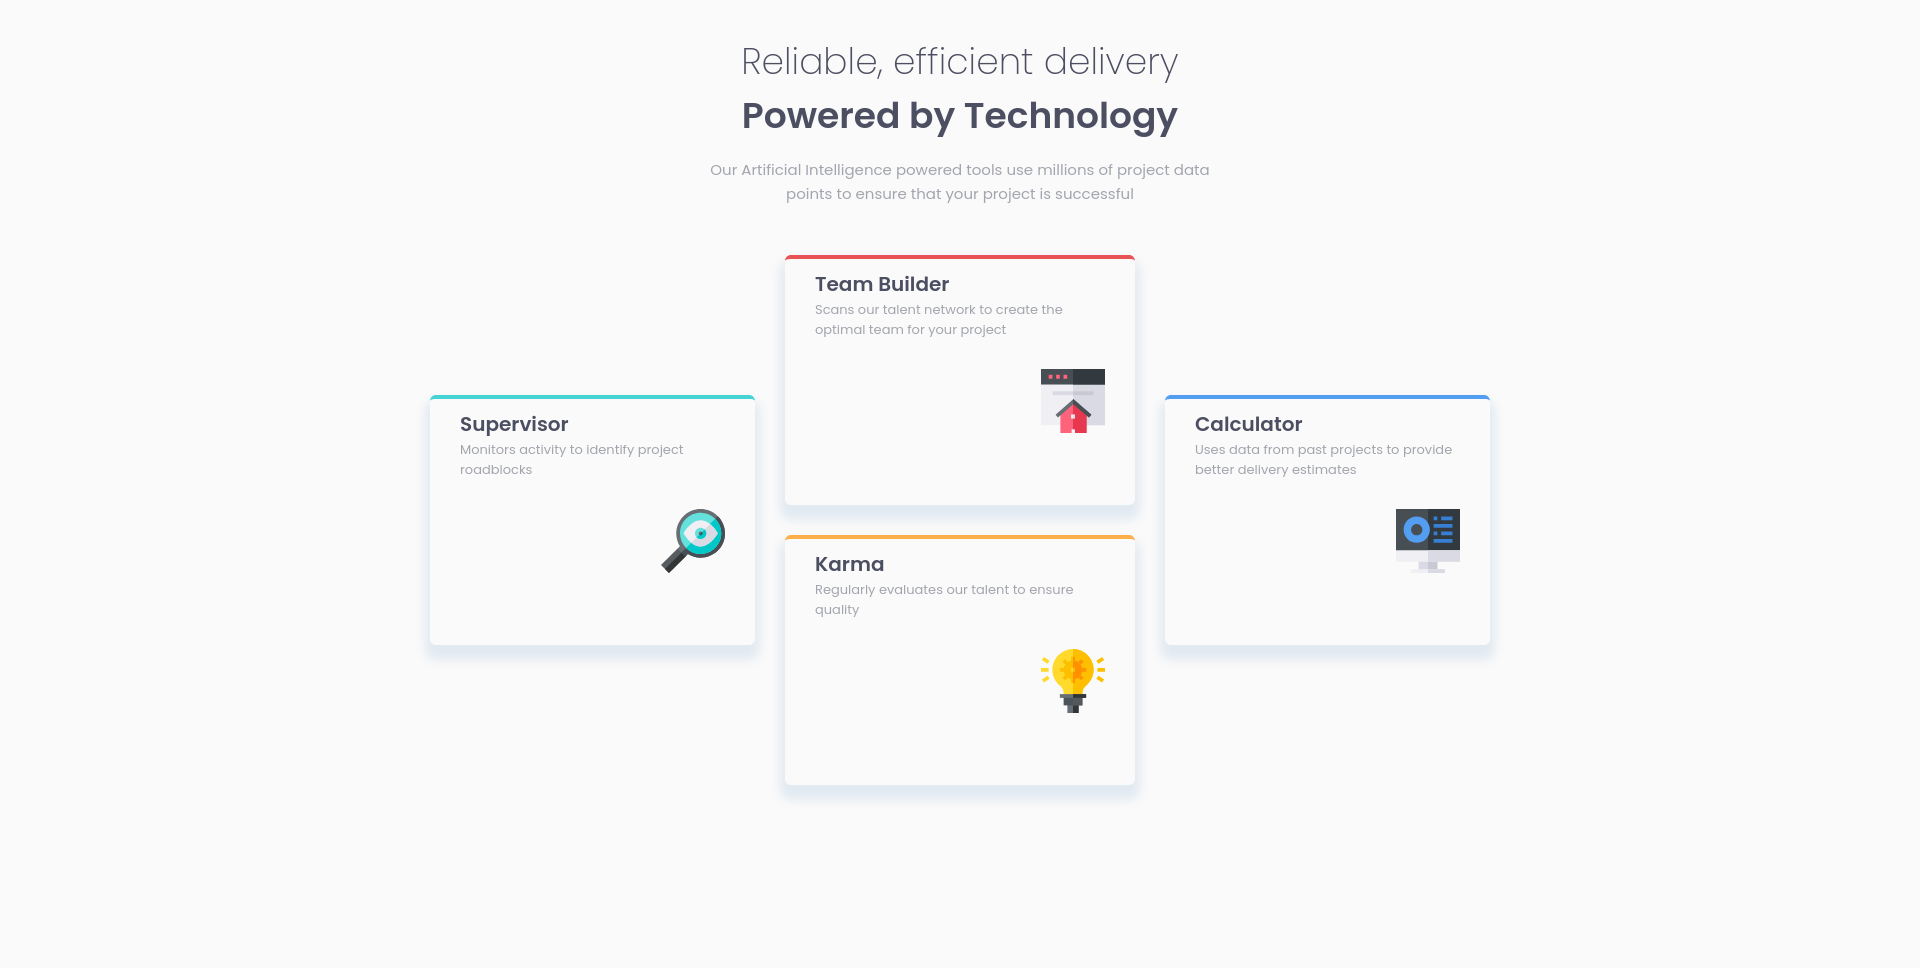 Reliable, efficient delivery
Powered by Technology
Our Artificial Intelligence powered tools use millions of project data
points to ensure that your project is successful
Supervisor
Monitors activity to identify project
roadblocks
Team Builder
Scans our talent network to create the
optimal team for your project
Karma
Regularly evaluates our talent to ensure
quality
Calculator
Uses data from past projects to provide
better delivery estimates